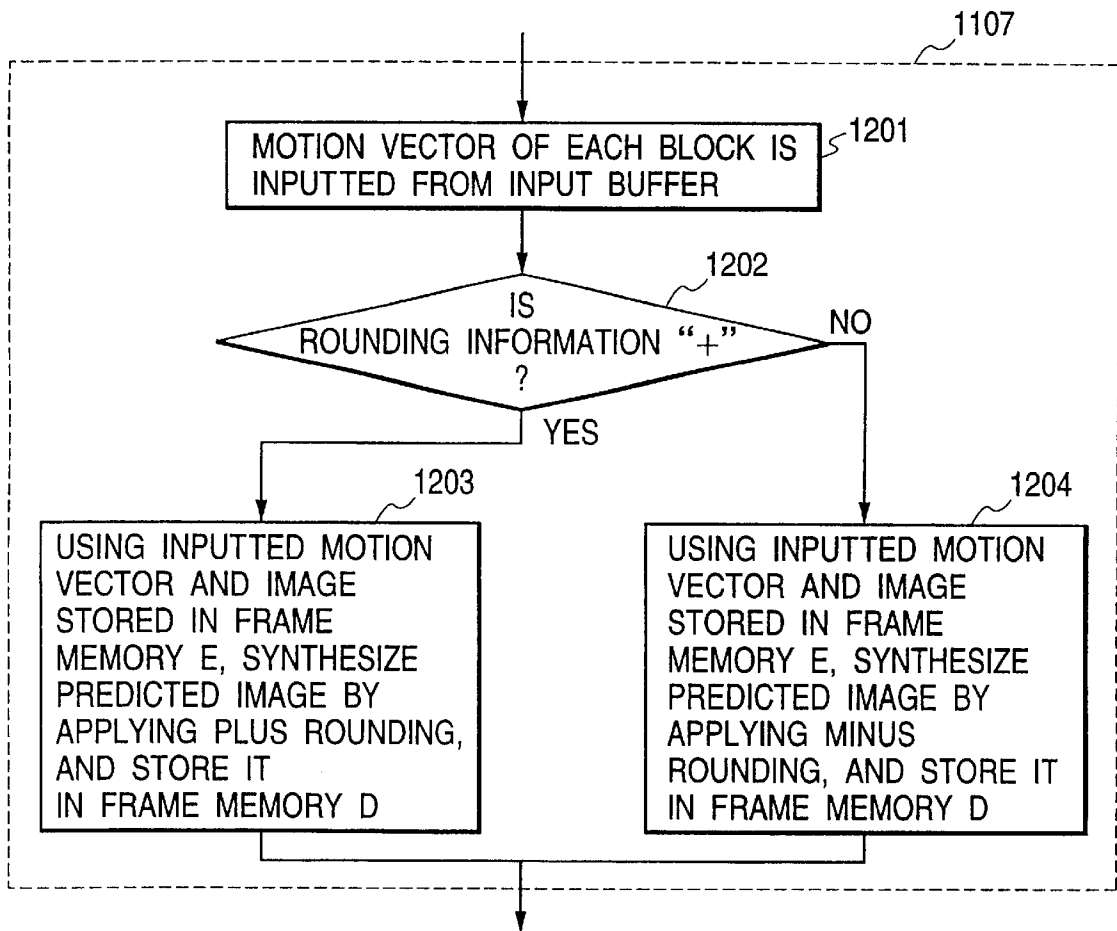 1107
1201
MOTION VECTOR OF EACH BLOCK IS
INPUTTED FROM INPUT BUFFER
1202
IS
ROUNDING INFORMATION “+”
?
NO
YES
1203
USING INPUTTED MOTION
VECTOR AND IMAGE
STORED IN FRAME
MEMORY E, SYNTHESIZE
PREDICTED IMAGE BY
APPLYING PLUS ROUNDING,
AND STORE IT
IN FRAME MEMORY D
1204
USING INPUTTED MOTION
VECTOR AND IMAGE
STORED IN FRAME
MEMORY E, SYNTHESIZE
PREDICTED IMAGE BY
APPLYING MINUS
ROUNDING, AND STORE IT
IN FRAME MEMORY D